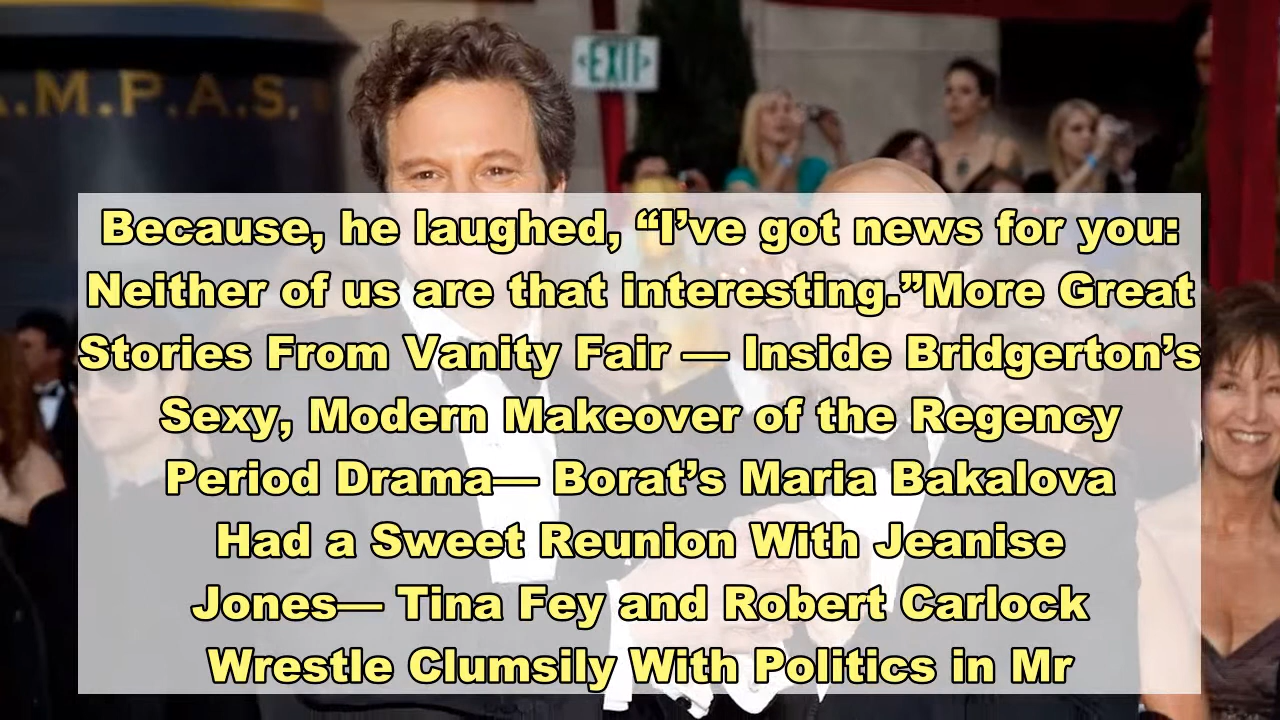 A.M.P.A.S.
EXIT
Because, he laughed, “I’ve got news for you:
Neither of us are that interesting.”More Great
Stories From Vanity Fair — Inside Bridgerton’s
Sexy, Modern Makeover of the Regency
Period Drama— Borat’s Maria Bakalova
Had a Sweet Reunion With Jeanise
Jones— Tina Fey and Robert Carlock
Wrestle Clumsily With Politics in Mr